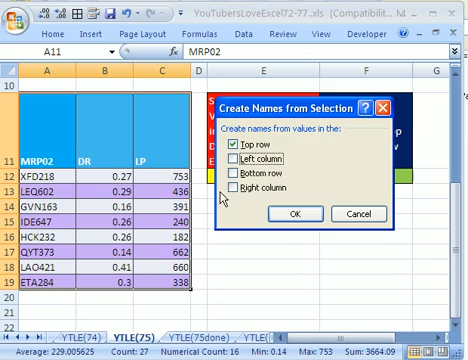 YouTubersLoveExcel72-77...xls [Compatibilit...
Home Insert Page Layout Formulas Data Review View Developer
A11 fx MRP02
A B C D E F G
10
11 MRP02 DR LP
12 XFD218 0.27 753
13 LEQ602 0.29 436
14 GVN163 0.16 391
15 IDE647 0.26 240
16 HCK232 0.26 182
17 QYT373 0.14 662
18 LAO421 0.41 660
19 ETA284 0.3 338
20
21
22
Create Names from Selection
Create names from values in the:
Top row
Left column
Bottom row
Right column
OK Cancel
YTLE(74) YTLE(75) YTLE(75done) YTLE(
Average: 229.005625 Count: 27 Numerical Count: 16 Min: 0.14 Max: 753 Sum: 3664.09